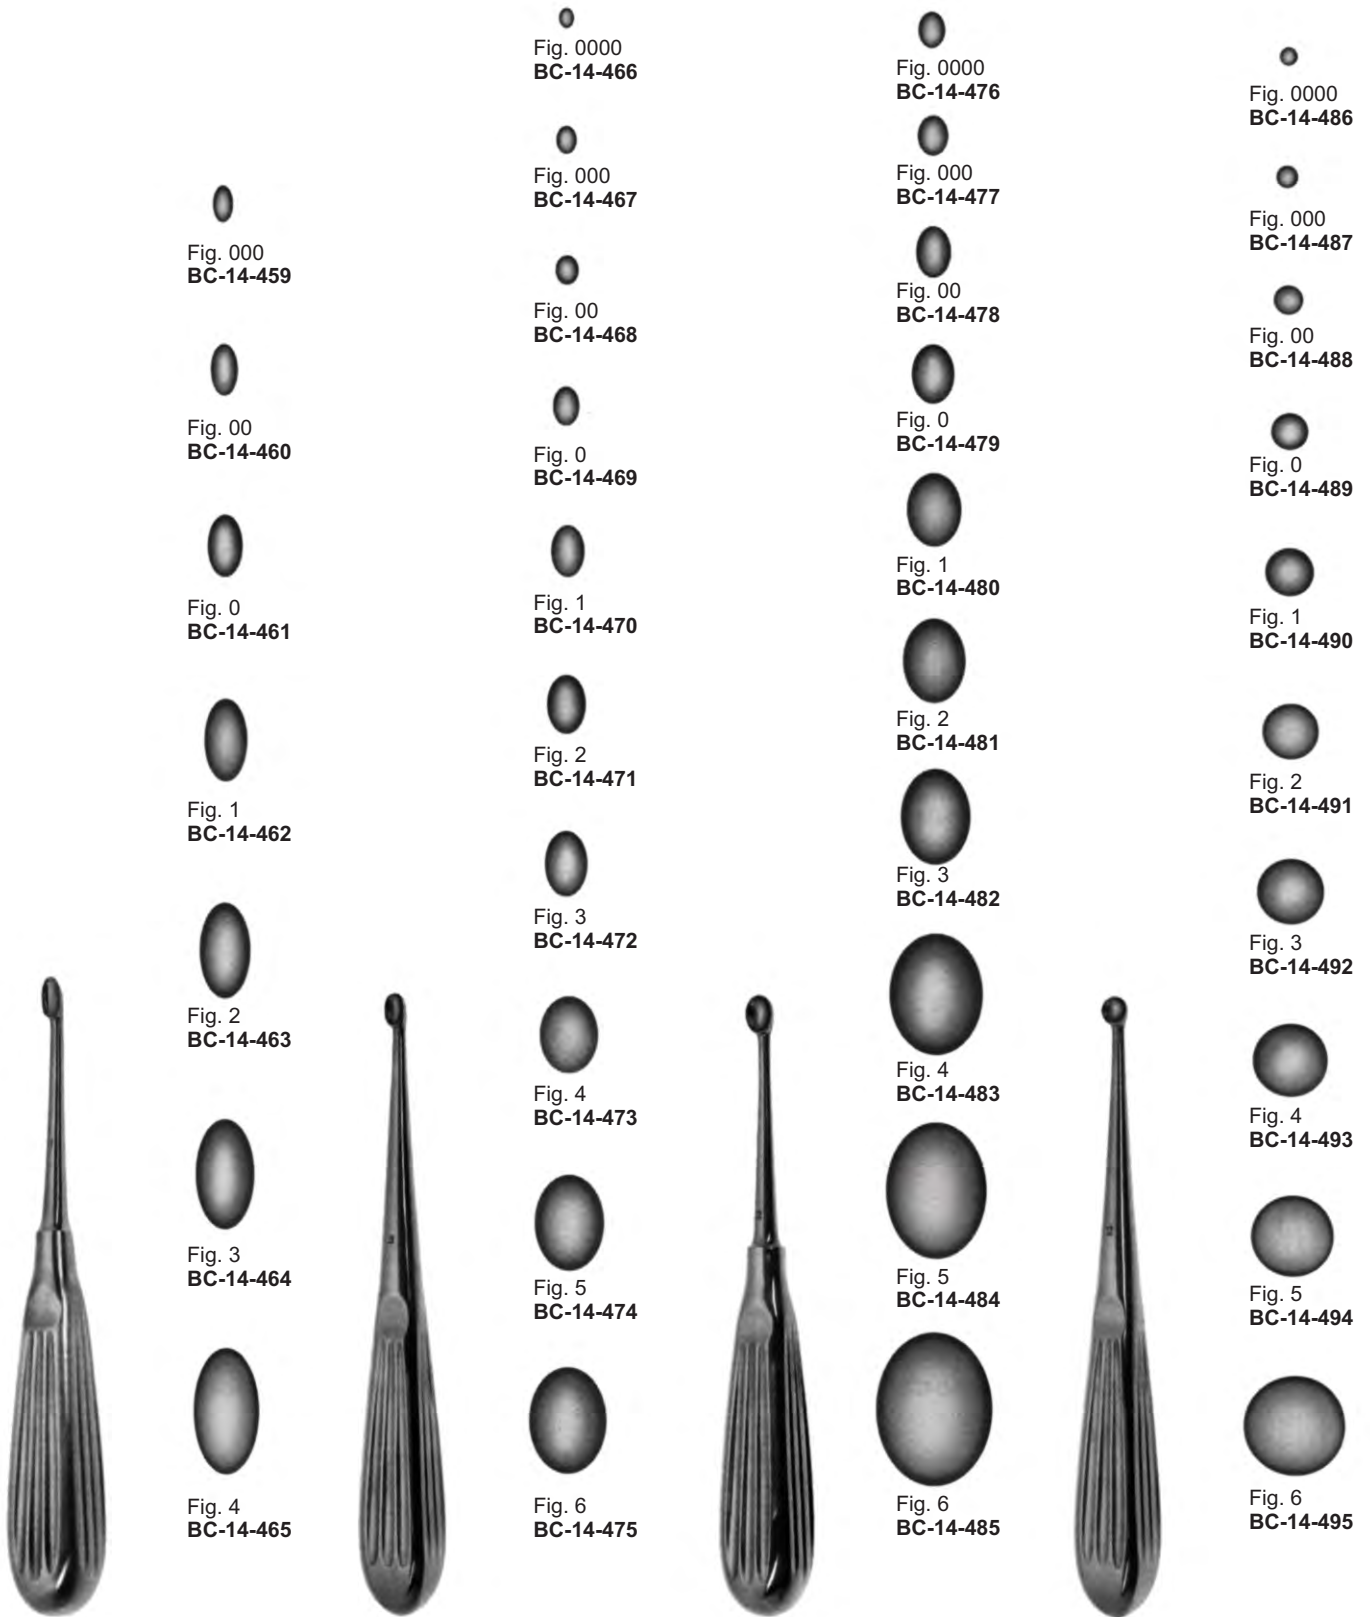 Fig. 000
BC-14-459
Fig. 00
BC-14-460
Fig. 0
BC-14-461
Fig. 1
BC-14-462
Fig. 2
BC-14-463
Fig. 3
BC-14-464
Fig. 4
BC-14-465
Fig. 0000
BC-14-466
Fig. 000
BC-14-467
Fig. 00
BC-14-468
Fig. 0
BC-14-469
Fig. 1
BC-14-470
Fig. 2
BC-14-471
Fig. 3
BC-14-472
Fig. 4
BC-14-473
Fig. 5
BC-14-474
Fig. 6
BC-14-475
Fig. 0000
BC-14-476
Fig. 000
BC-14-477
Fig. 00
BC-14-478
Fig. 0
BC-14-479
Fig. 1
BC-14-480
Fig. 2
BC-14-481
Fig. 3
BC-14-482
Fig. 4
BC-14-483
Fig. 5
BC-14-484
Fig. 6
BC-14-485
Fig. 0000
BC-14-486
Fig. 000
BC-14-487
Fig. 00
BC-14-488
Fig. 0
BC-14-489
Fig. 1
BC-14-490
Fig. 2
BC-14-491
Fig. 3
BC-14-492
Fig. 4
BC-14-493
Fig. 5
BC-14-494
Fig. 6
BC-14-495